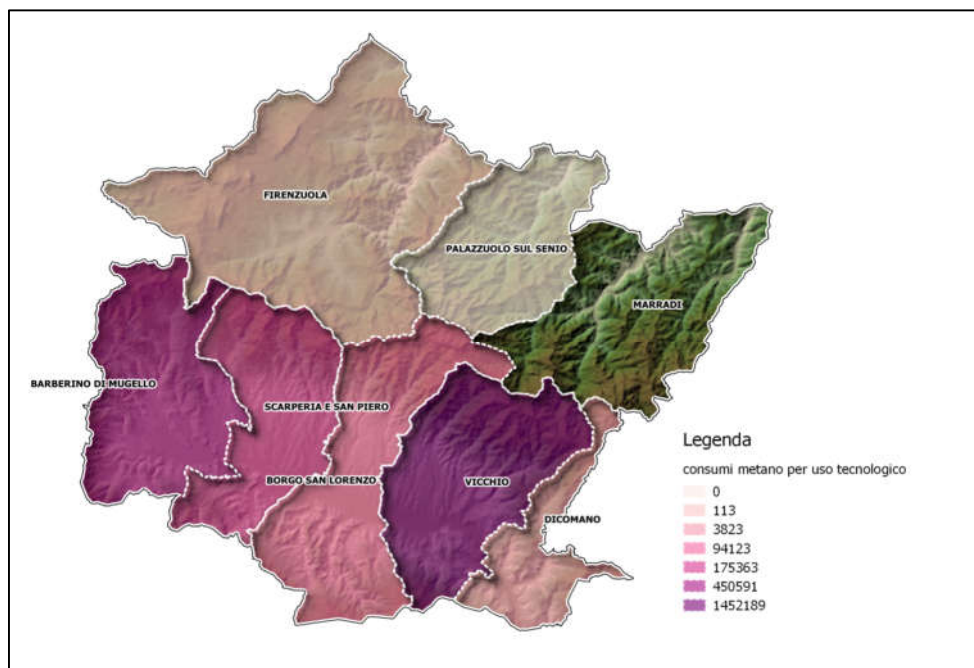 FIRENZUOLA
PALAZZUOLO SUL SENIO
MARRADI
BARBERINO DI MUGELLO
SCARPERIA E SAN PIERO
BORGO SAN LORENZO
VICCHIO
DICOMANO
Legenda
consumi metano per uso tecnologico
0
113
3823
94123
175363
450591
1452189